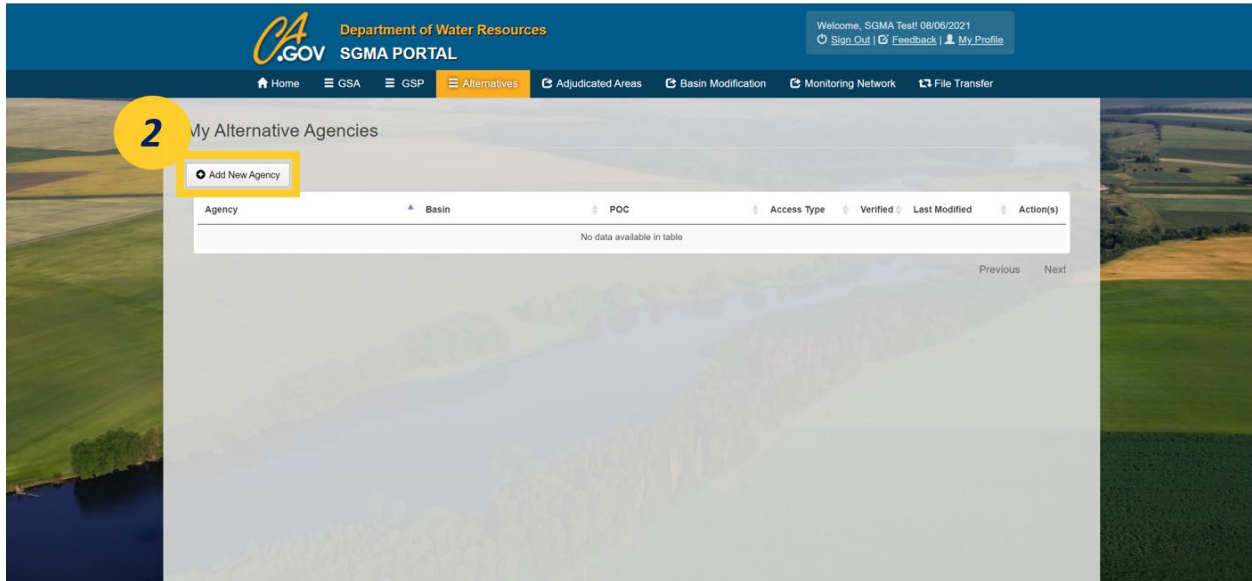 CA
.GOV
Department of Water Resources
SGMA PORTAL
Welcome, SGMA Test! 08/06/2021
Sign Out | Feedback | My Profile
Home GSA GSP Alternatives Adjudicated Areas Basin Modification Monitoring Network File Transfer
2
My Alternative Agencies
Add New Agency
Agency Basin POC Access Type Verified Last Modified Action(s)
No data available in table
Previous Next